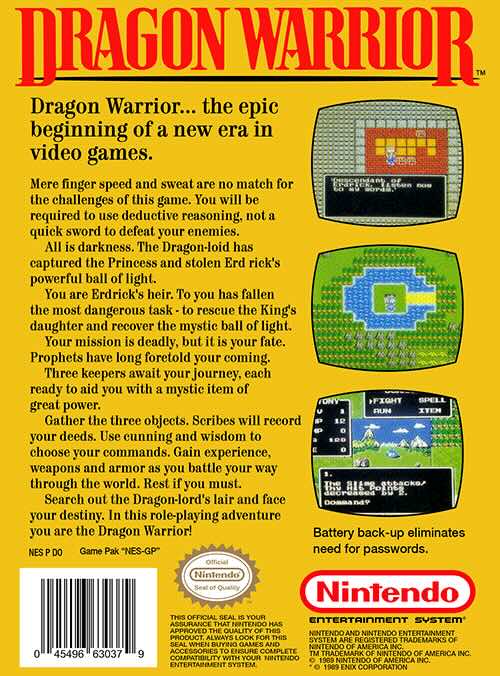 DRAGON WARRIOR
TM
Dragon Warrior... the epic
beginning of a new era in
video games.
Mere finger speed and sweat are no match for
the challenges of this game. You will be
required to use deductive reasoning, not a
quick sword to defeat your enemies.
All is darkness. The Dragon-loid has
captured the Princess and stolen Erd rick's
powerful ball of light.
You are Erdrick's heir. To you has fallen
the most dangerous task - to rescue the King's
daughter and recover the mystic ball of light.
Your mission is deadly, but it is your fate.
Prophets have long foretold your coming.
Three keepers await your journey, each
ready to aid you with a mystic item of
great power.
Gather the three objects. Scribes will record
your deeds. Use cunning and wisdom to
choose your commands. Gain experience,
weapons and armor as you battle your way
through the world. Rest if you must.
Search out the Dragon-lord's lair and face
your destiny. In this role-playing adventure
you are the Dragon Warrior!
Descendant of
Erdrick, listen now
to my words.
TONY
FIGHT SPELL
RUN ITEM
1
12
0
120
0
1.
The Slime attacks!
Thy Hit Points
decreased by 2.
Command?
Battery back-up eliminates
need for passwords.
NES P DQ Game Pak "NES-GP"
Official
Nintendo
Seal of Quality
THIS OFFICIAL SEAL IS YOUR
ASSURANCE THAT NINTENDO HAS
APPROVED THE QUALITY OF THIS
PRODUCT. ALWAYS LOOK FOR THIS
SEAL WHEN BUYING GAMES AND
ACCESSORIES TO ENSURE COMPLETE
COMPATIBILITY WITH YOUR NINTENDO
ENTERTAINMENT SYSTEM.
0 45496 63037 9
Nintendo
ENTERTAINMENT SYSTEM®
NINTENDO AND NINTENDO ENTERTAINMENT
SYSTEM ARE REGISTERED TRADEMARKS OF
NINTENDO OF AMERICA INC.
TM TRADEMARK OF NINTENDO OF AMERICA INC.
© 1989 NINTENDO OF AMERICA INC.
* © 1989 ENIX CORPORATION